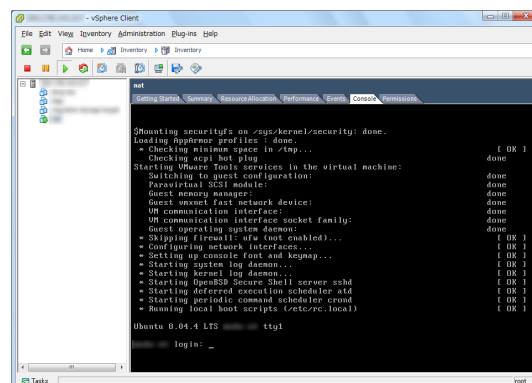 - vSphere Client
File Edit View Inventory Administration Plug-ins Help
Home Inventory Inventory
nat
Getting Started Summary Resource Allocation Performance Events Console Permissions
$Mounting securityfs on /sys/kernel/security: done.
Loading AppArmor profiles : done.
* Checking minimum space in /tmp... [ OK ]
Checking acpi hot plug done
Starting VMware Tools services in the virtual machine:
Switching to guest configuration: done
Paravirtual SCSI module: done
Guest memory manager: done
Guest vmxnet fast network device: done
VM communication interface: done
VM communication interface socket family: done
Guest operating system daemon: done
* Skipping firewall: ufw (not enabled)... [ OK ]
* Configuring network interfaces... [ OK ]
* Setting up console font and keymap... [ OK ]
* Starting system log daemon... [ OK ]
* Starting kernel log daemon... [ OK ]
* Starting OpenBSD Secure Shell server sshd [ OK ]
* Starting deferred execution scheduler atd [ OK ]
* Starting periodic command scheduler crond [ OK ]
* Running local boot scripts (/etc/rc.local) [ OK ]
Ubuntu 8.04.4 LTS tty1
login: _
Tasks root